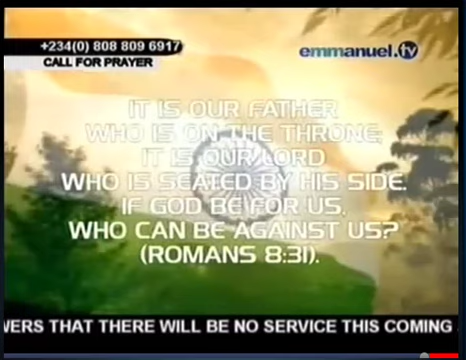 +234(0) 808 809 6917
CALL FOR PRAYER
emmanuel.tv
IT IS OUR FATHER
WHO IS ON THE THRONE;
IT IS OUR LORD
WHO IS SEATED BY HIS SIDE.
IF GOD BE FOR US,
WHO CAN BE AGAINST US?
(ROMANS 8:31).
THAT THERE WILL BE NO SERVICE THIS COMING